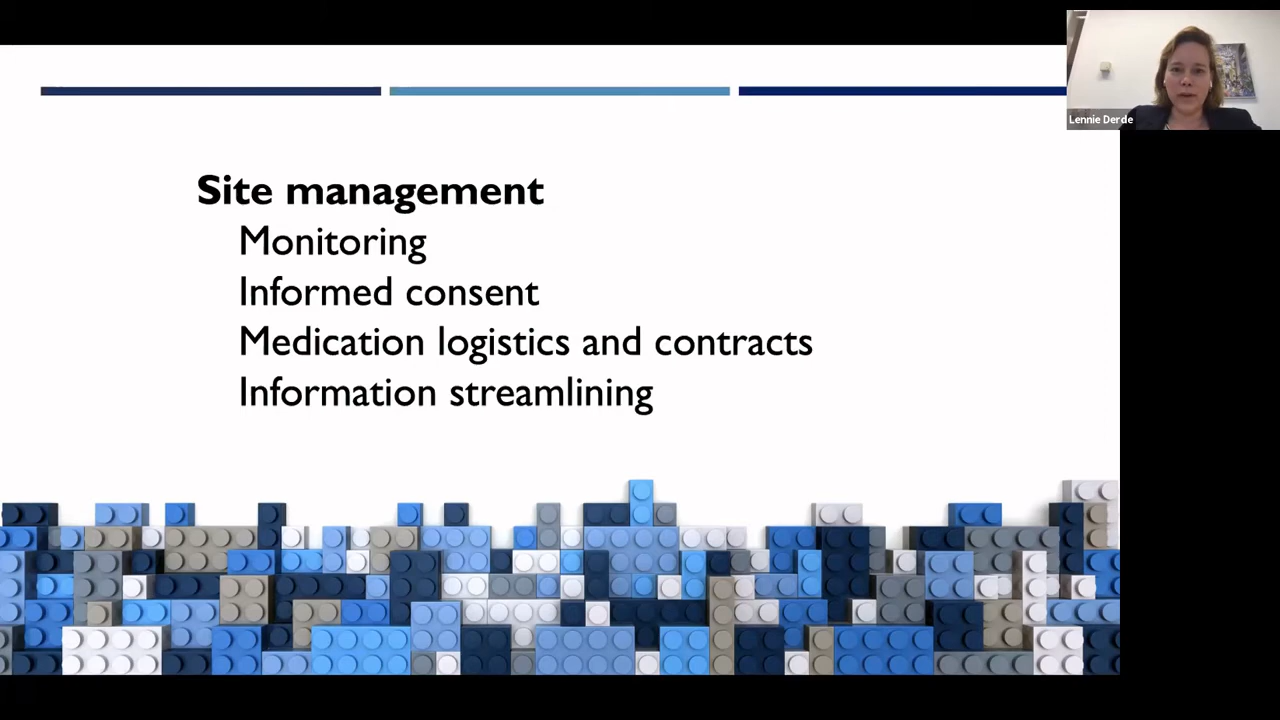 Site management
Monitoring
Informed consent
Medication logistics and contracts
Information streamlining
Lennie Derde